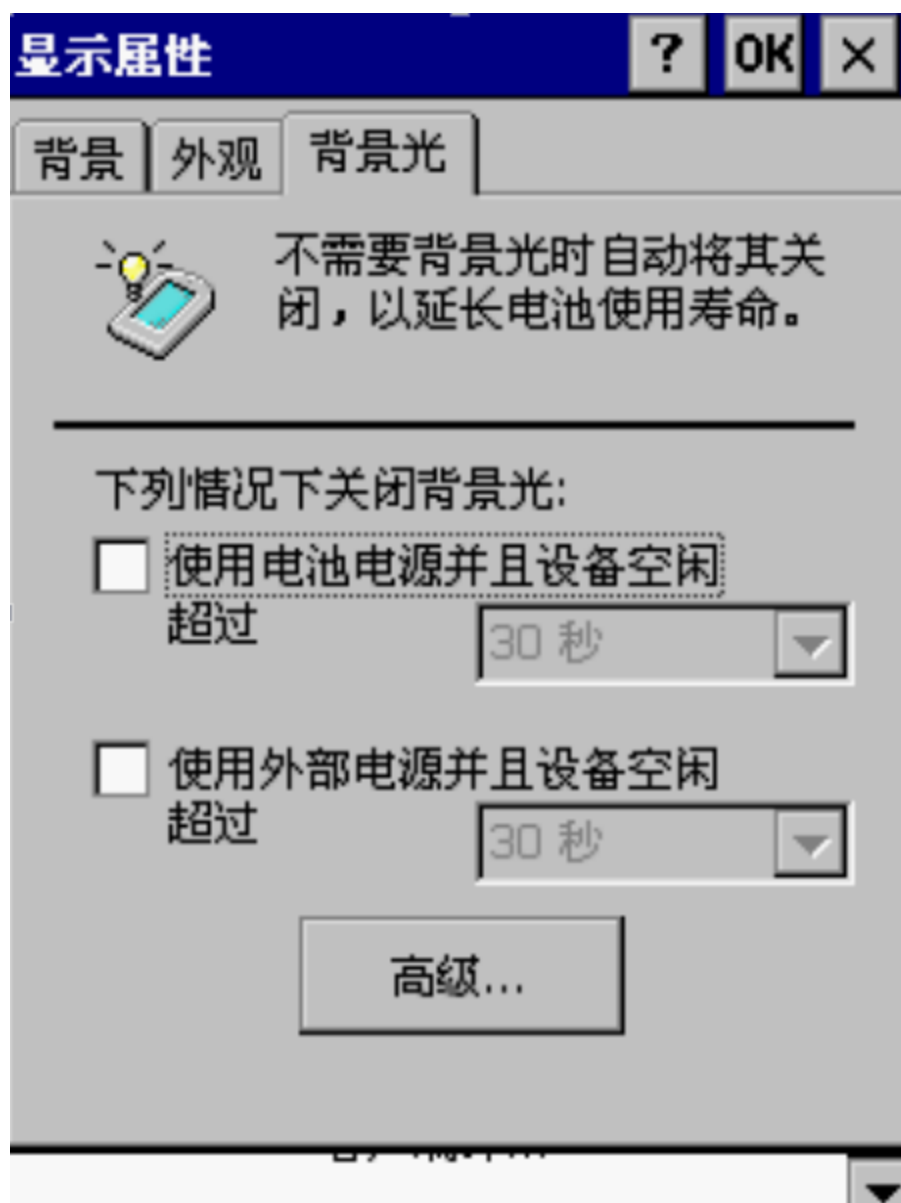 显示属性 ? OK ×
背景 外观 背景光
不需要背景光时自动将其关
闭，以延长电池使用寿命。
下列情况下关闭背景光:
使用电池电源并且设备空闲
超过 30 秒
使用外部电源并且设备空闲
超过 30 秒
高级...